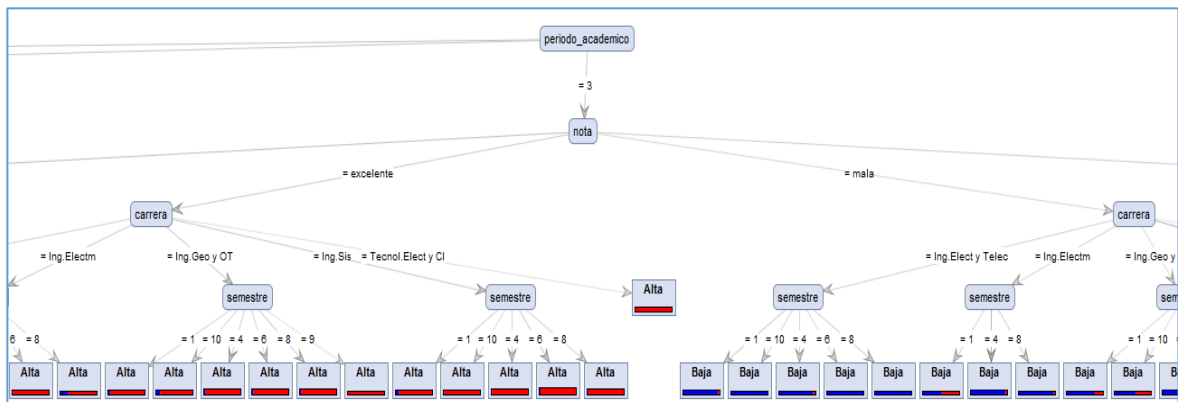 periodo_academico
= 3
nota
= excelente = mala
carrera carrera
= Ing.Electm = Ing.Geo y OT = Ing.Sis = Tecnol.Elect y CI = Ing.Elect y Telec = Ing.Electm = Ing.Geo y
semestre semestre Alta semestre semestre sem
6 = 8 = 1 = 10 = 4 = 6 = 8 = 9 = 1 = 10 = 4 = 6 = 8 = 1 = 10 = 4 = 6 = 8 = 1 = 4 = 8 = 1 = 10 =
Alta Alta Alta Alta Alta Alta Alta Alta Alta Alta Alta Alta Alta Baja Baja Baja Baja Baja Baja Baja Baja Baja Baja Ba